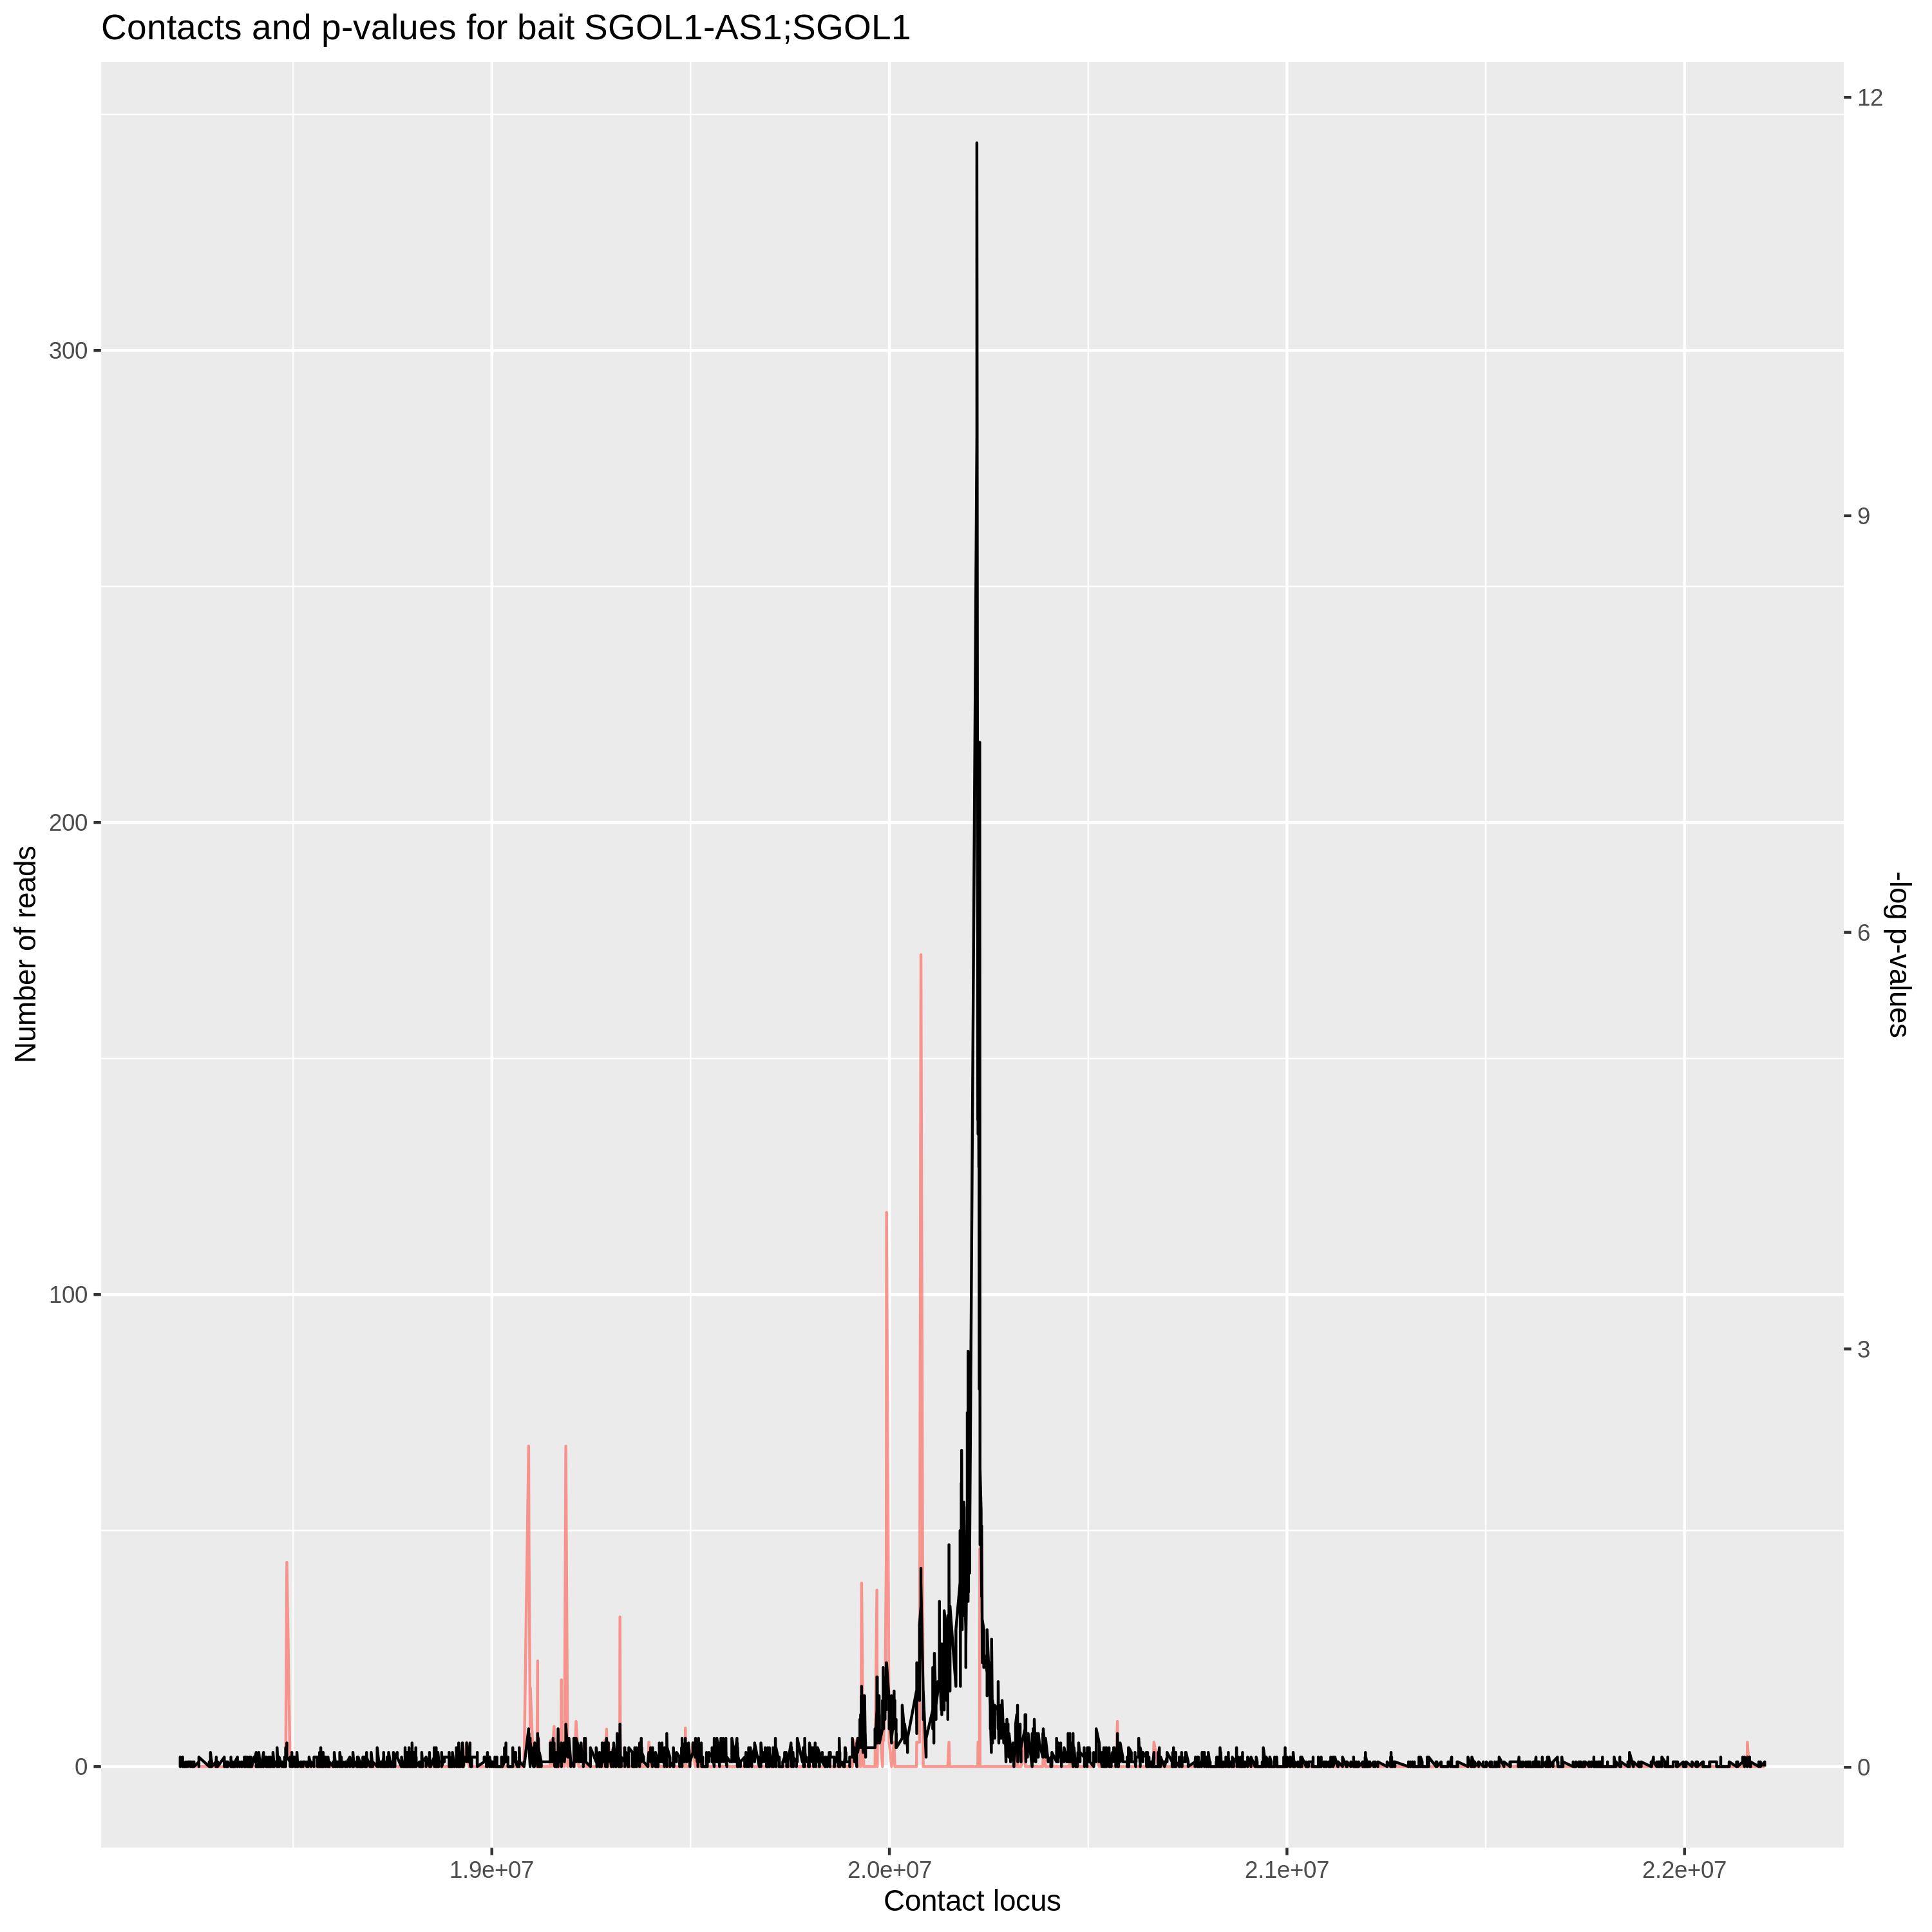 Contacts and p-values for bait SGOL1-AS1;SGOL1
12
300
9
200
6
Number of reads
-log p-values
100
3
0
0
1.9e+07
2.0e+07
2.1e+07
2.2e+07
Contact locus